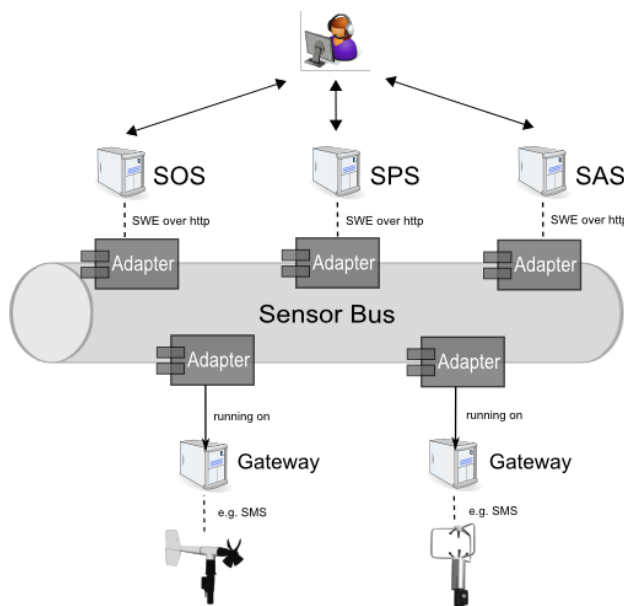 SOS
SPS
SAS
SWE over http
SWE over http
SWE over http
Adapter
Adapter
Adapter
Sensor Bus
Adapter
Adapter
running on
running on
Gateway
Gateway
e.g. SMS
e.g. SMS